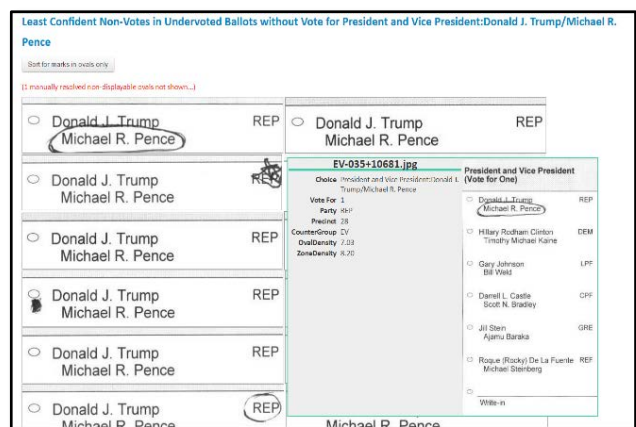 Least Confident Non-Votes in Undervoted Ballots without Vote for President and Vice President:Donald J. Trump/Michael R.
Pence
Sort for marks in ovals only
(1 manually resolved non-displayable ovals not shown...)
Donald J. Trump REP
Michael R. Pence
Donald J. Trump REP
Michael R. Pence
Donald J. Trump REP
Michael R. Pence
Donald J. Trump REP
Michael R. Pence
Donald J. Trump REP
Michael R. Pence
Donald J. Trump REP
Michael R. Pence
Donald J. Trump REP
Michael R. Pence
Michael R. Pence
EV-035+10681.jpg
Choice President and Vice President:Donald J.
Trump/Michael R. Pence
Vote For 1
Party REP
Precinct 28
CounterGroup EV
OvalDensity 7.03
ZoneDensity 8.20
President and Vice President
(Vote for One)
Donald J. Trump REP
Michael R. Pence
Hillary Rodham Clinton DEM
Timothy Michael Kaine
Gary Johnson LPF
Bill Weld
Darrell L. Castle CPF
Scott N. Bradley
Jill Stein GRE
Ajamu Baraka
Roque (Rocky) De La Fuente REF
Michael Steinberg
Write-in